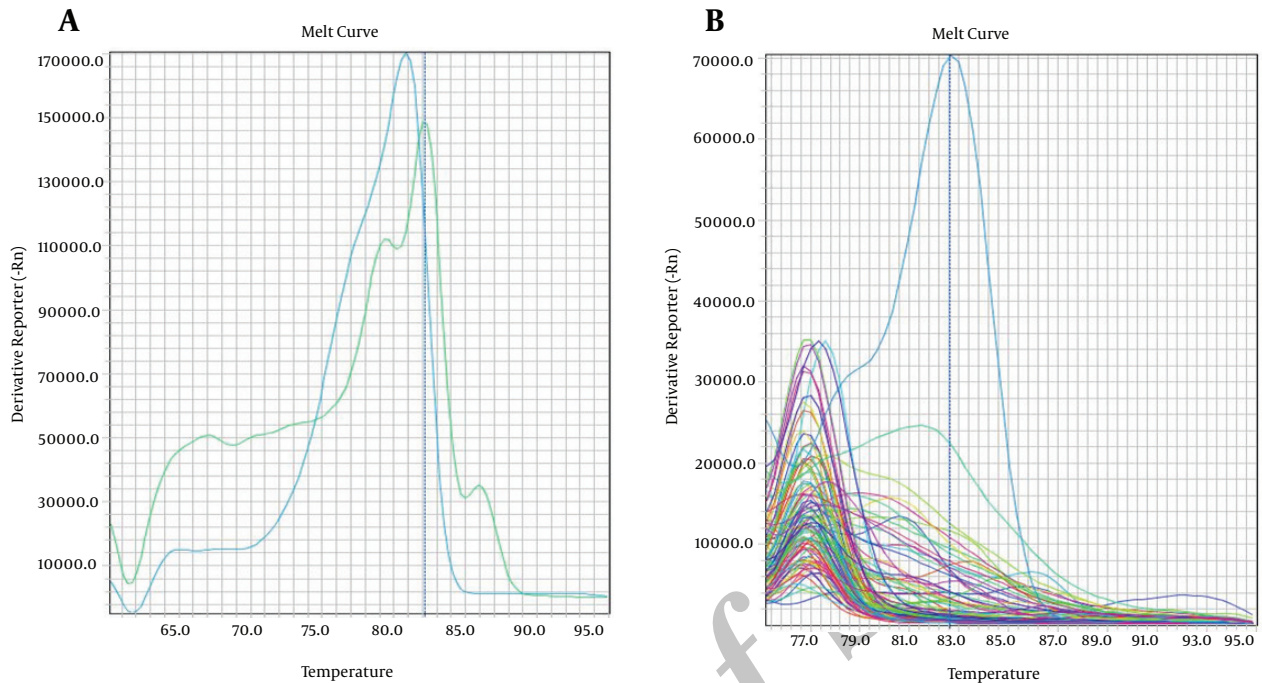 A
Melt Curve
Derivative Reporter (-Rn)
170000.0
150000.0
130000.0
110000.0
90000.0
70000.0
50000.0
30000.0
10000.0
65.0 70.0 75.0 80.0 85.0 90.0 95.0
Temperature
B
Melt Curve
Derivative Reporter (-Rn)
70000.0
60000.0
50000.0
40000.0
30000.0
20000.0
10000.0
77.0 79.0 81.0 83.0 85.0 87.0 89.0 91.0 93.0 95.0
Temperature
f